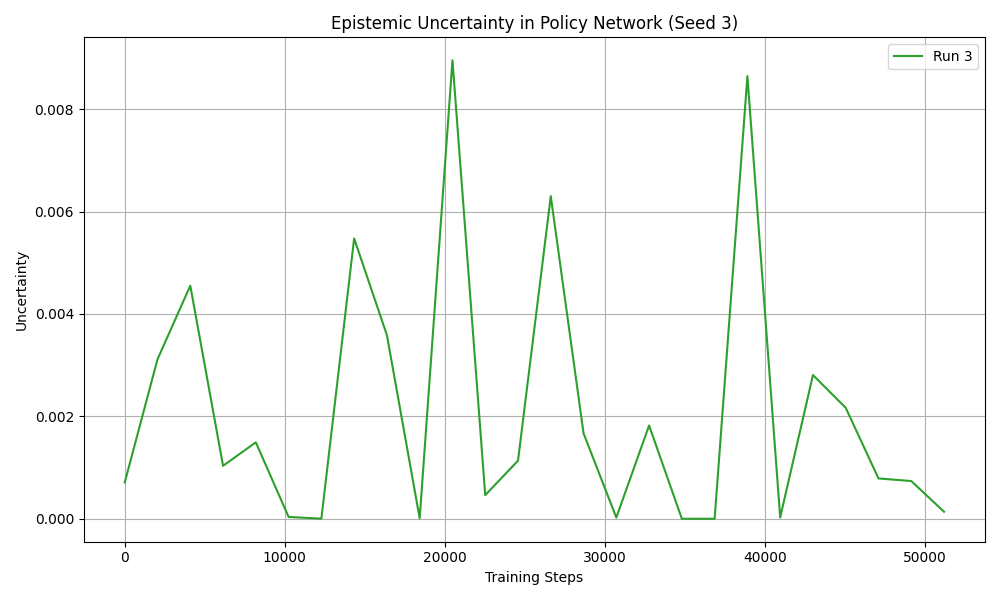 Epistemic Uncertainty in Policy Network (Seed 3)
Run 3
Uncertainty
0.008
0.006
0.004
0.002
0.000
0 10000 20000 30000 40000 50000
Training Steps